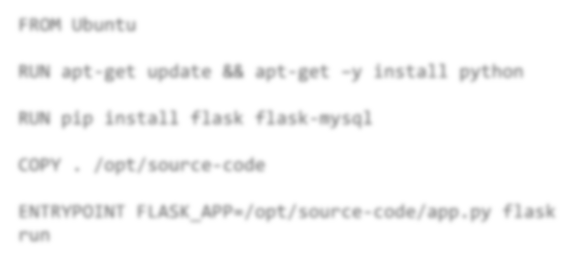 FROM Ubuntu
RUN apt-get update && apt-get –y install python
RUN pip install flask flask-mysql
COPY . /opt/source-code
ENTRYPOINT FLASK_APP=/opt/source-code/app.py flask
run